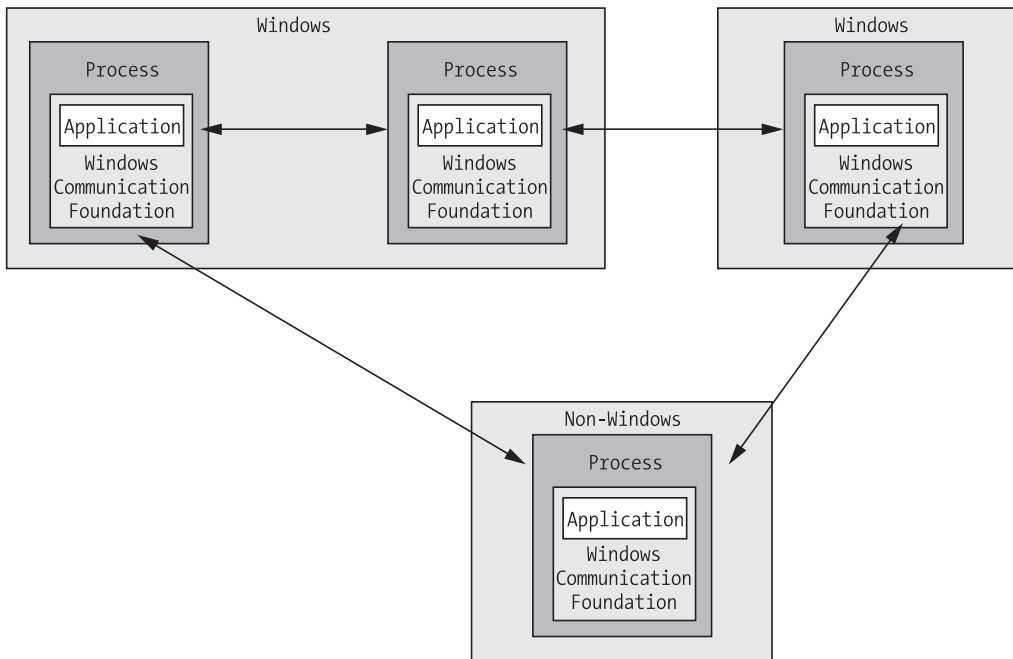 Windows
Process
Application
Windows
Communication
Foundation
Process
Application
Windows
Communication
Foundation
Windows
Process
Application
Windows
Communication
Foundation
Non-Windows
Process
Application
Windows
Communication
Foundation